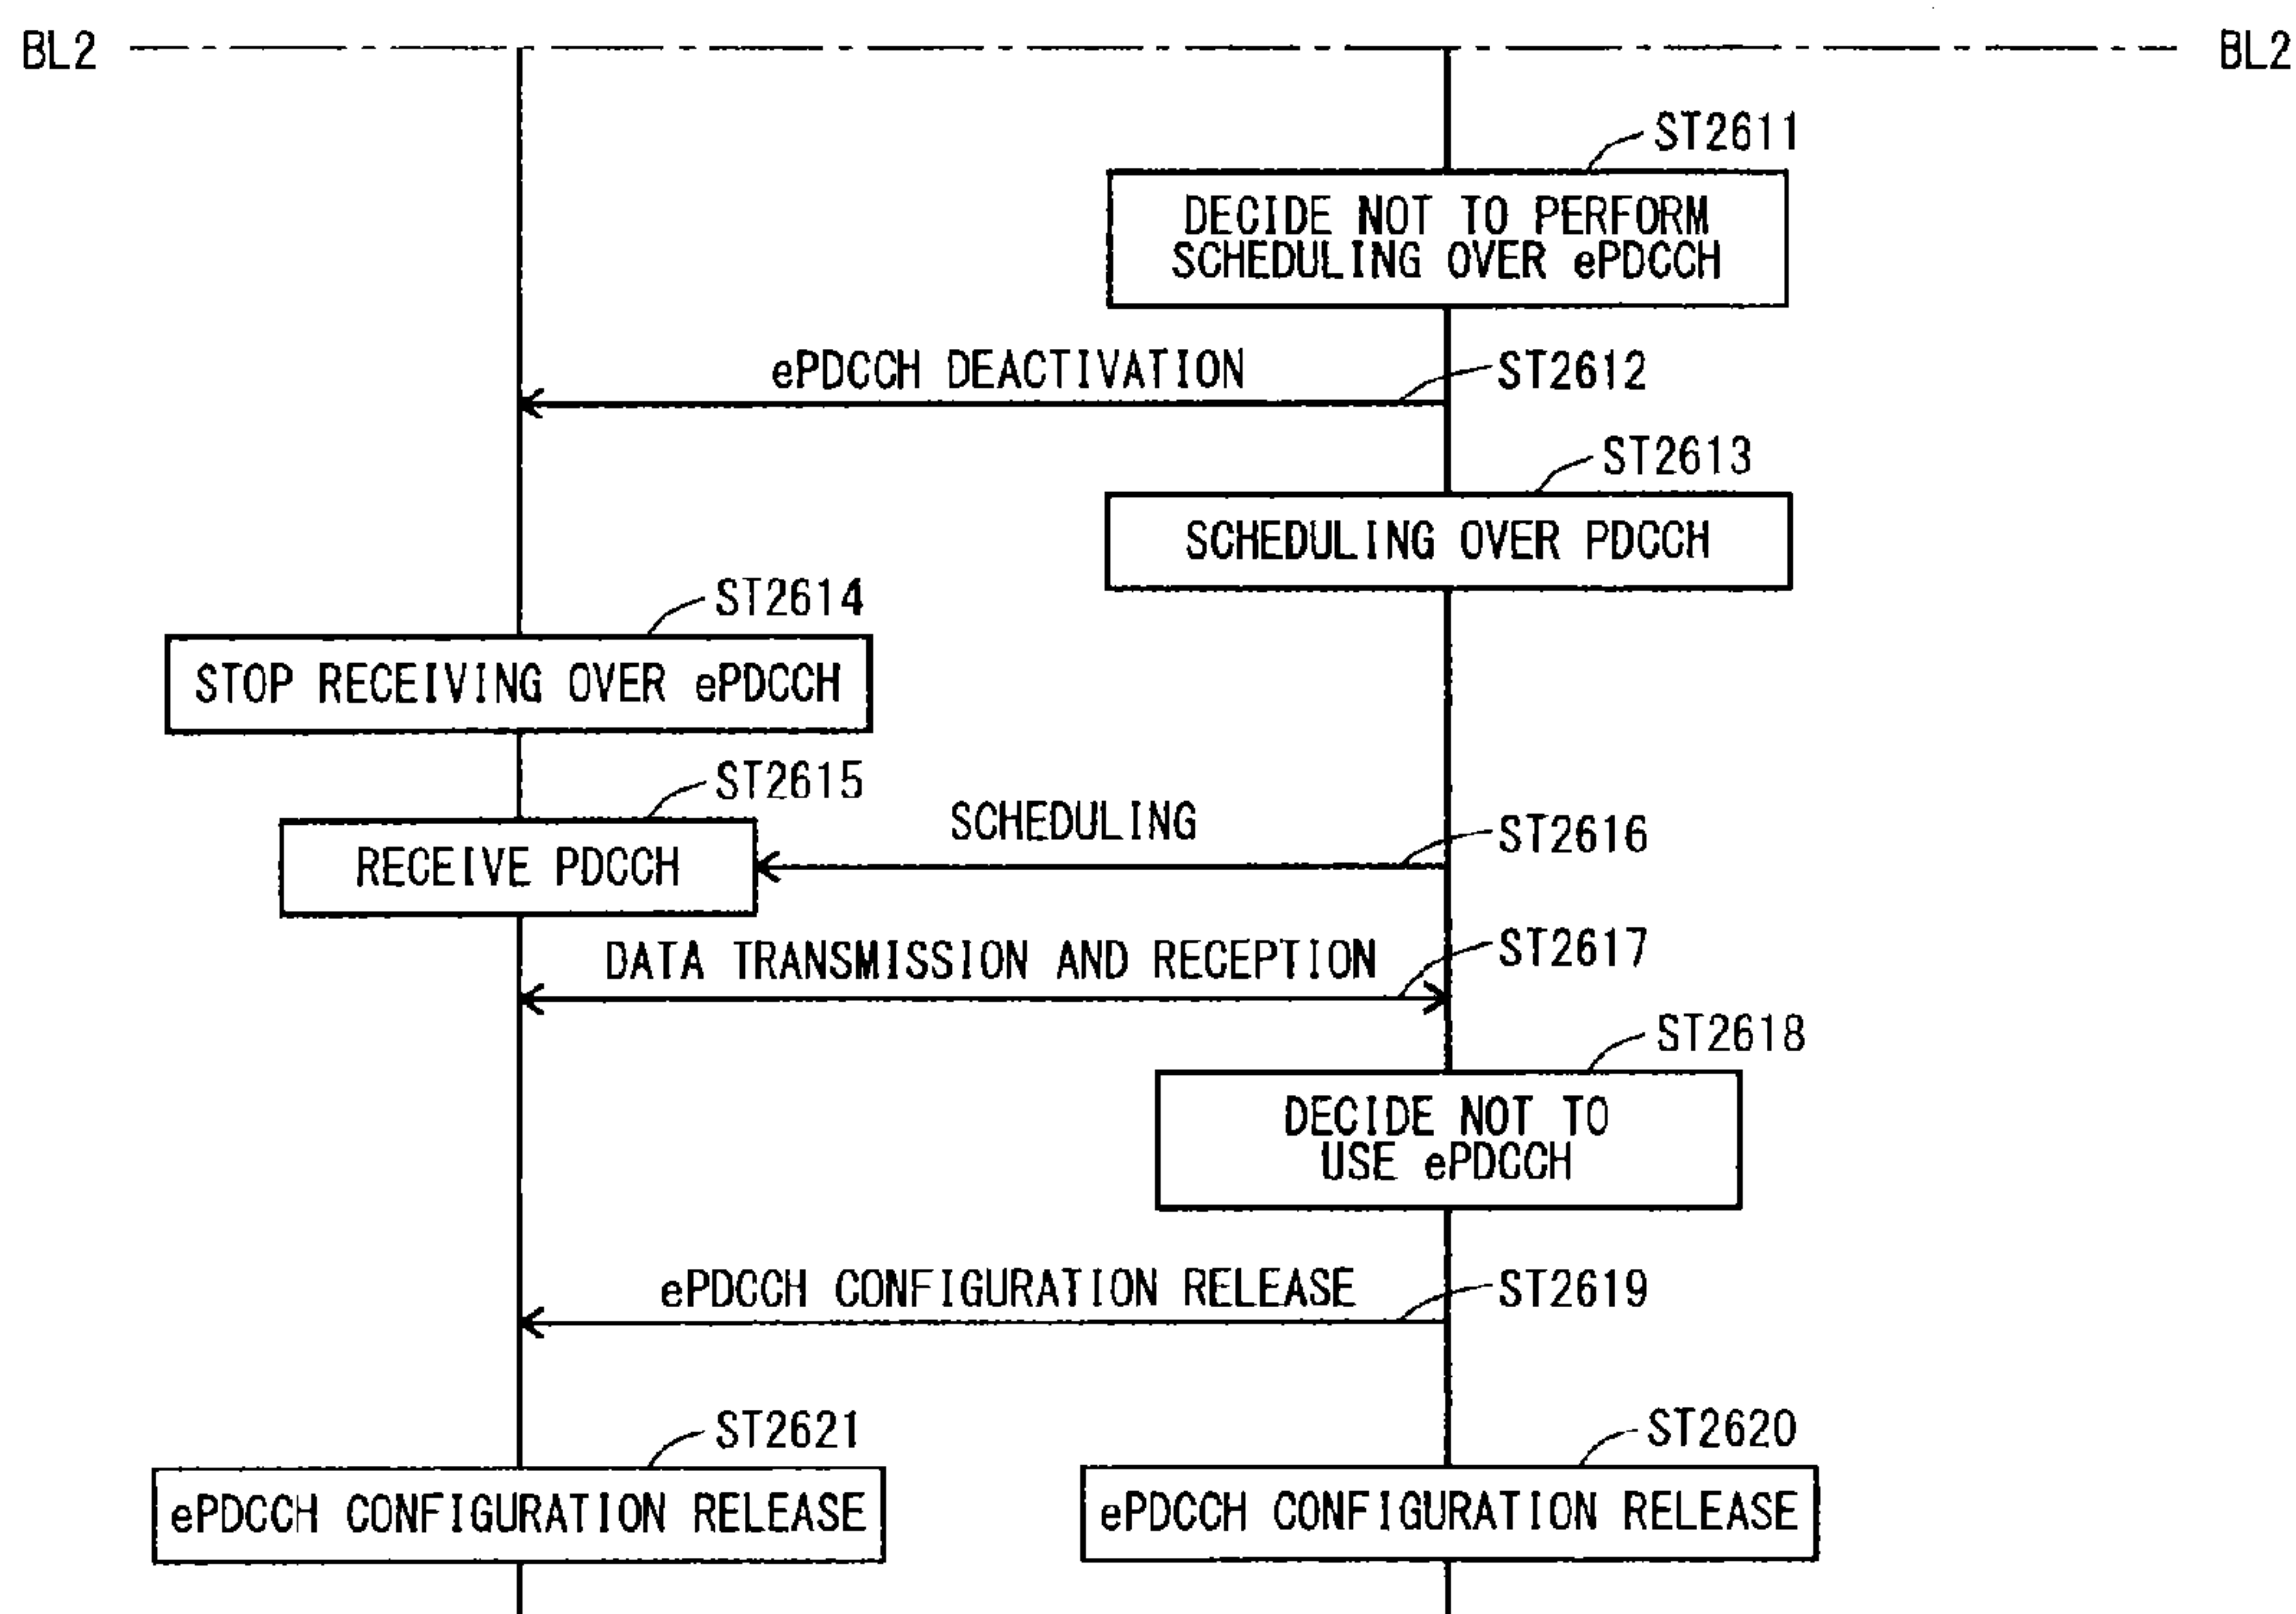 BL2 BL2
ST2611
DECIDE NOT TO PERFORM
SCHEDULING OVER ePDCCH
ePDCCH DEACTIVATION
ST2612
ST2613
SCHEDULING OVER PDCCH
ST2614
STOP RECEIVING OVER ePDCCH
ST2615
RECEIVE PDCCH
SCHEDULING
ST2616
DATA TRANSMISSION AND RECEPTION
ST2617
ST2618
DECIDE NOT TO
USE ePDCCH
ePDCCH CONFIGURATION RELEASE
ST2619
ST2621
ePDCCH CONFIGURATION RELEASE
ST2620
ePDCCH CONFIGURATION RELEASE